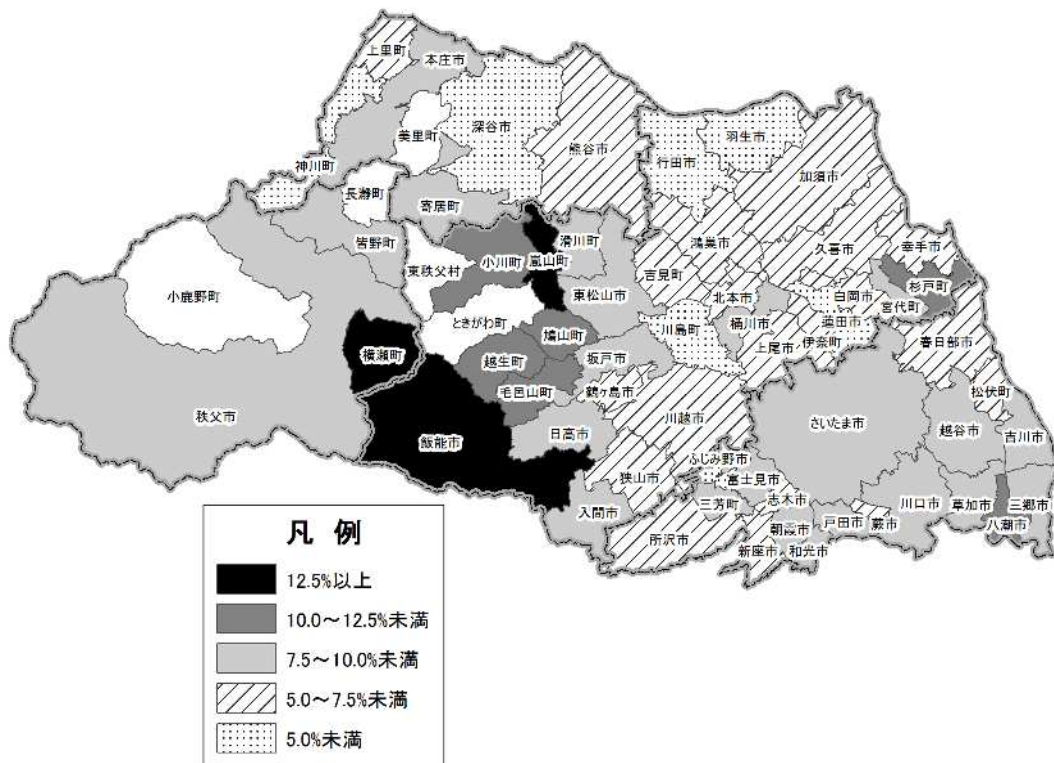 上里町
本庄市
美里町
深谷市
熊谷市
行田市
羽生市
加須市
神川町
長瀞町
寄居町
皆野町
小鹿野町
東秩父村
小川町
嵐山町
滑川町
吉見町
鴻巣市
久喜市
幸手市
杉戸町
宮代町
白岡市
蓮田市
北本市
桶川市
上尾市
伊奈町
春日部市
東松山市
川島町
ときがわ町
鳩山町
横瀬町
越生町
坂戸市
毛呂山町
鶴ヶ島市
川越市
松伏町
秩父市
飯能市
日高市
さいたま市
越谷市
吉川市
狭山市
ふじみ野市
富士見市
入間市
三芳町
志木市
所沢市
朝霞市
新座市
和光市
戸田市
蕨市
川口市
草加市
八潮市
三郷市
凡 例
12.5%以上
10.0～12.5%未満
7.5～10.0%未満
5.0～7.5%未満
5.0%未満